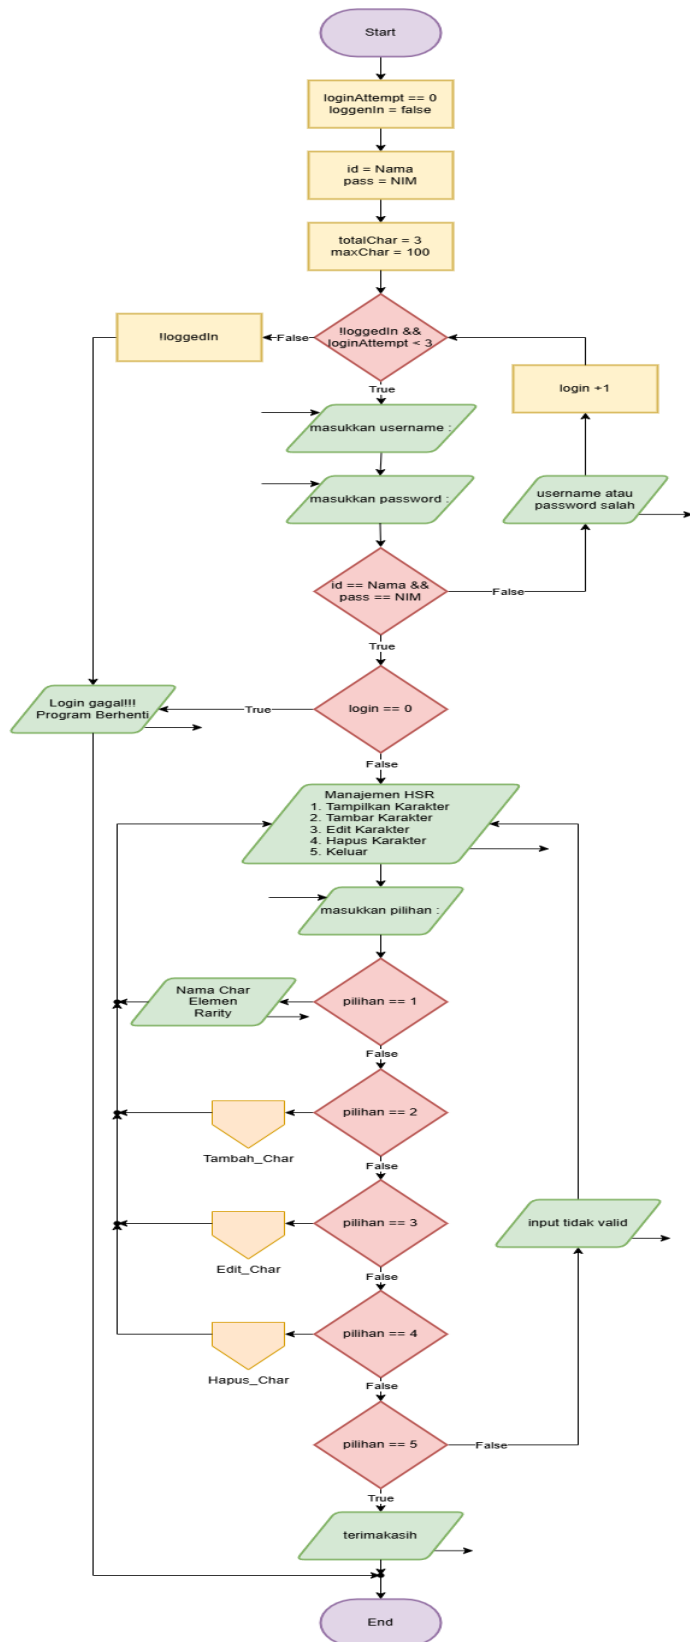 Start
loginAttempt == 0
loggenIn = false
id = Nama
pass = NIM
totalChar = 3
maxChar = 100
!loggedIn &&
loginAttempt < 3
False
!loggedIn
True
login +1
masukkan username :
masukkan password :
username atau
password salah
id == Nama &&
pass == NIM
False
True
login == 0
True
Login gagal!!!
Program Berhenti
False
Manajemen HSR
1. Tampilkan Karakter
2. Tambar Karakter
3. Edit Karakter
4. Hapus Karakter
5. Keluar
masukkan pilihan :
pilihan == 1
Nama Char
Elemen
Rarity
False
pilihan == 2
Tambah_Char
False
pilihan == 3
Edit_Char
input tidak valid
False
pilihan == 4
Hapus_Char
False
pilihan == 5
False
True
terimakasih
End